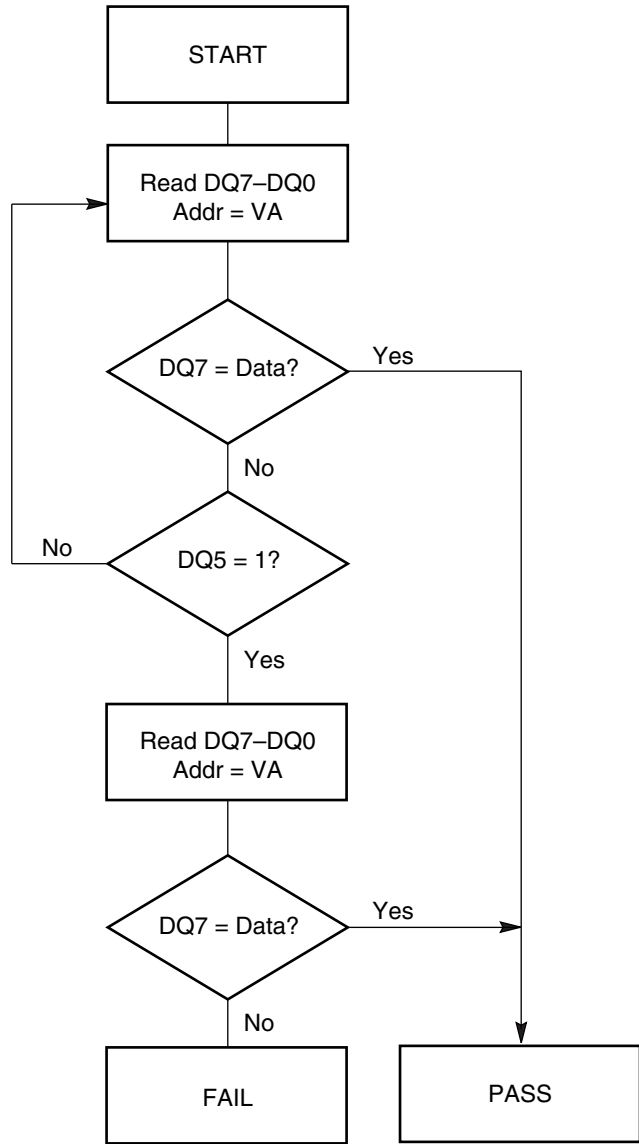 START
Read DQ7–DQ0
Addr = VA
DQ7 = Data?
Yes
No
DQ5 = 1?
No
Yes
Read DQ7–DQ0
Addr = VA
DQ7 = Data?
Yes
No
FAIL
PASS